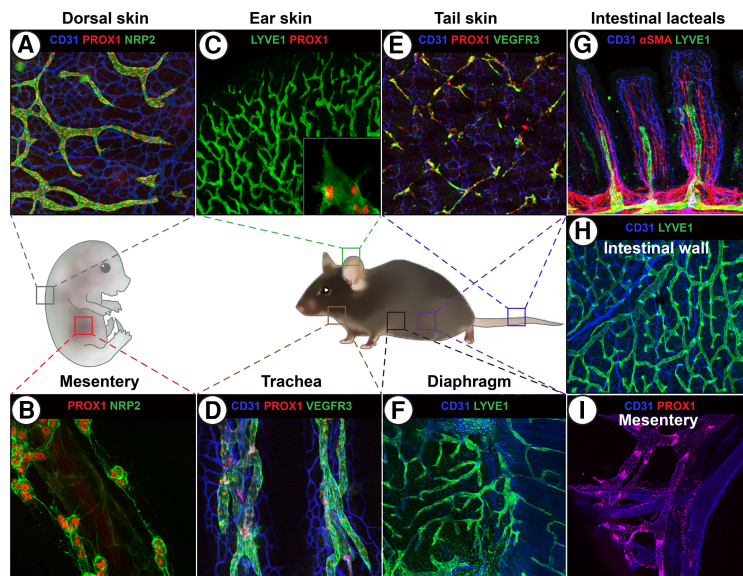 Dorsal skin
Ear skin
Tail skin
Intestinal lacteals
A
CD31 PROX1 NRP2
C
LYVE1 PROX1
E
CD31 PROX1 VEGFR3
G
CD31 αSMA LYVE1
H
CD31 LYVE1
Intestinal wall
Mesentery
Trachea
Diaphragm
B
PROX1 NRP2
D
CD31 PROX1 VEGFR3
F
CD31 LYVE1
I
CD31 PROX1
Mesentery